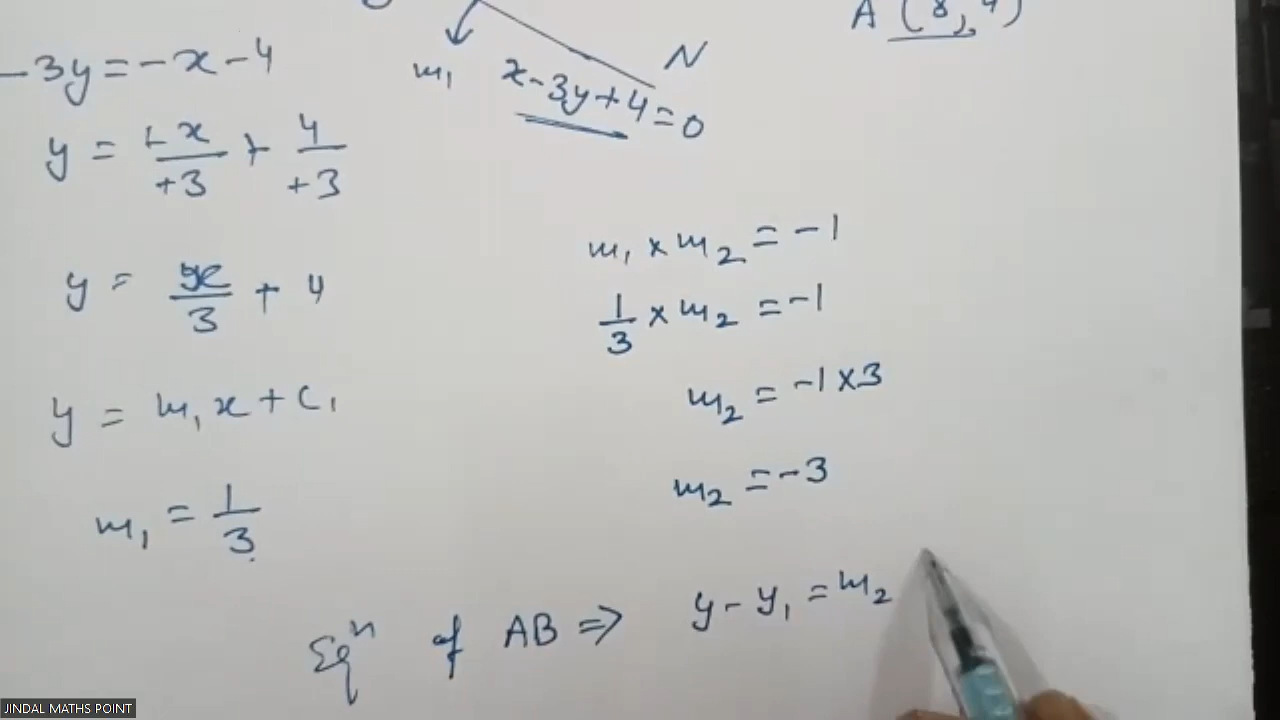 A (8, 4)
-3y = -x - 4
m₁
N
x - 3y + 4 = 0
y = +x/+3 + 4/+3
m₁ × m₂ = -1
y = x/3 + 4
1/3 × m₂ = -1
m₂ = -1 × 3
y = m₁x + c₁
m₂ = -3
m₁ = 1/3
Eqⁿ of AB ⇒ y - y₁ = m₂
JINDAL MATHS POINT